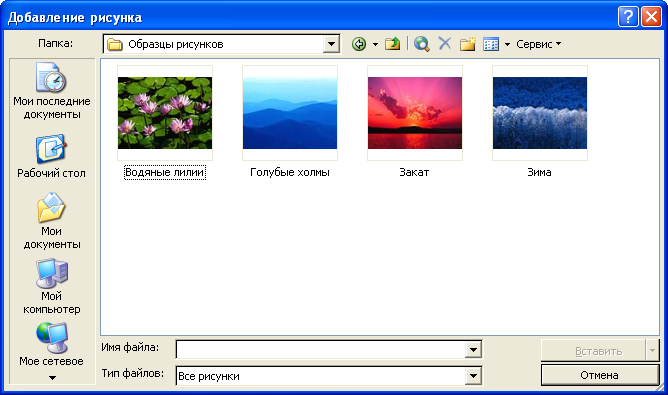 Добавление рисунка
Папка:
Образцы рисунков
Сервис
Мои последние
документы
Рабочий стол
Мои
документы
Мой
компьютер
Мое сетевое
Водяные лилии
Голубые холмы
Закат
Зима
Имя файла:
Вставить
Тип файлов:
Все рисунки
Отмена